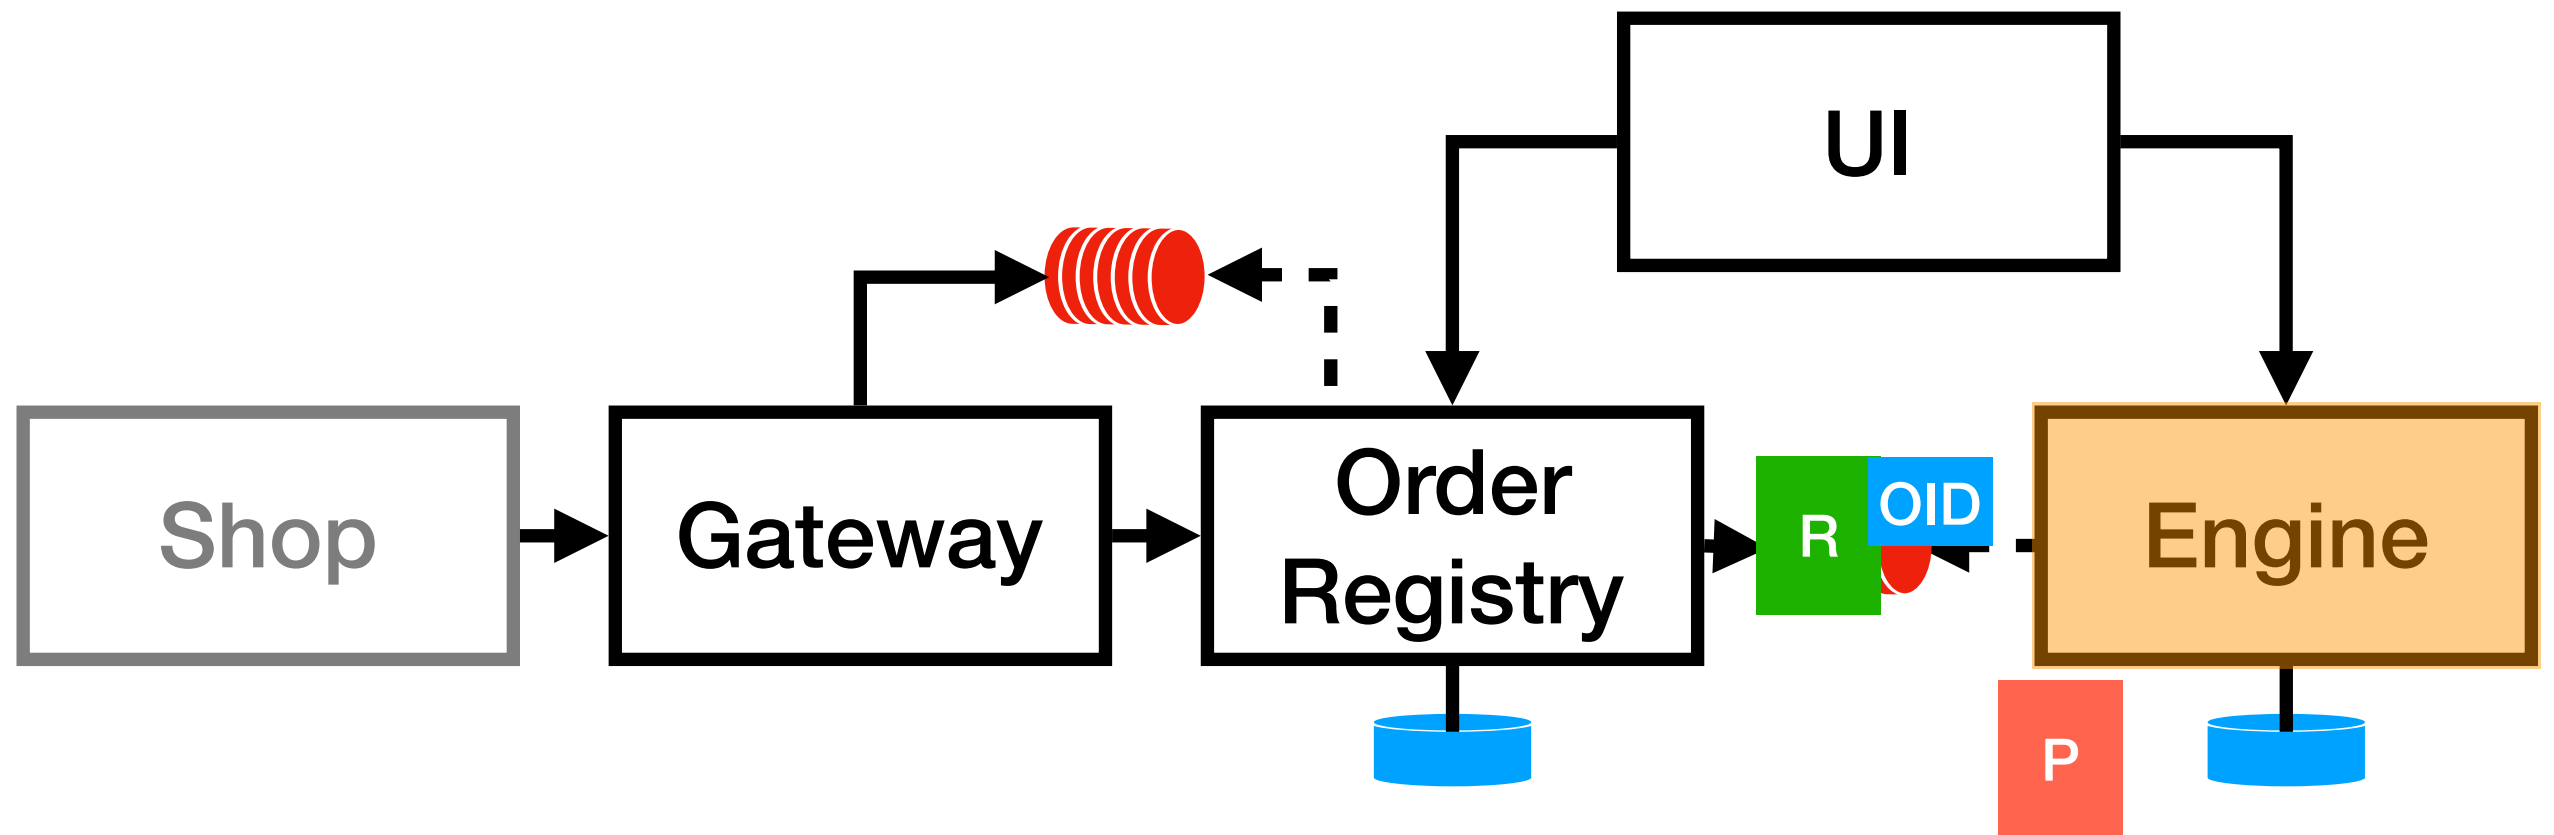 UI
Shop
Gateway
Order
Registry
R
OID
Engine
P